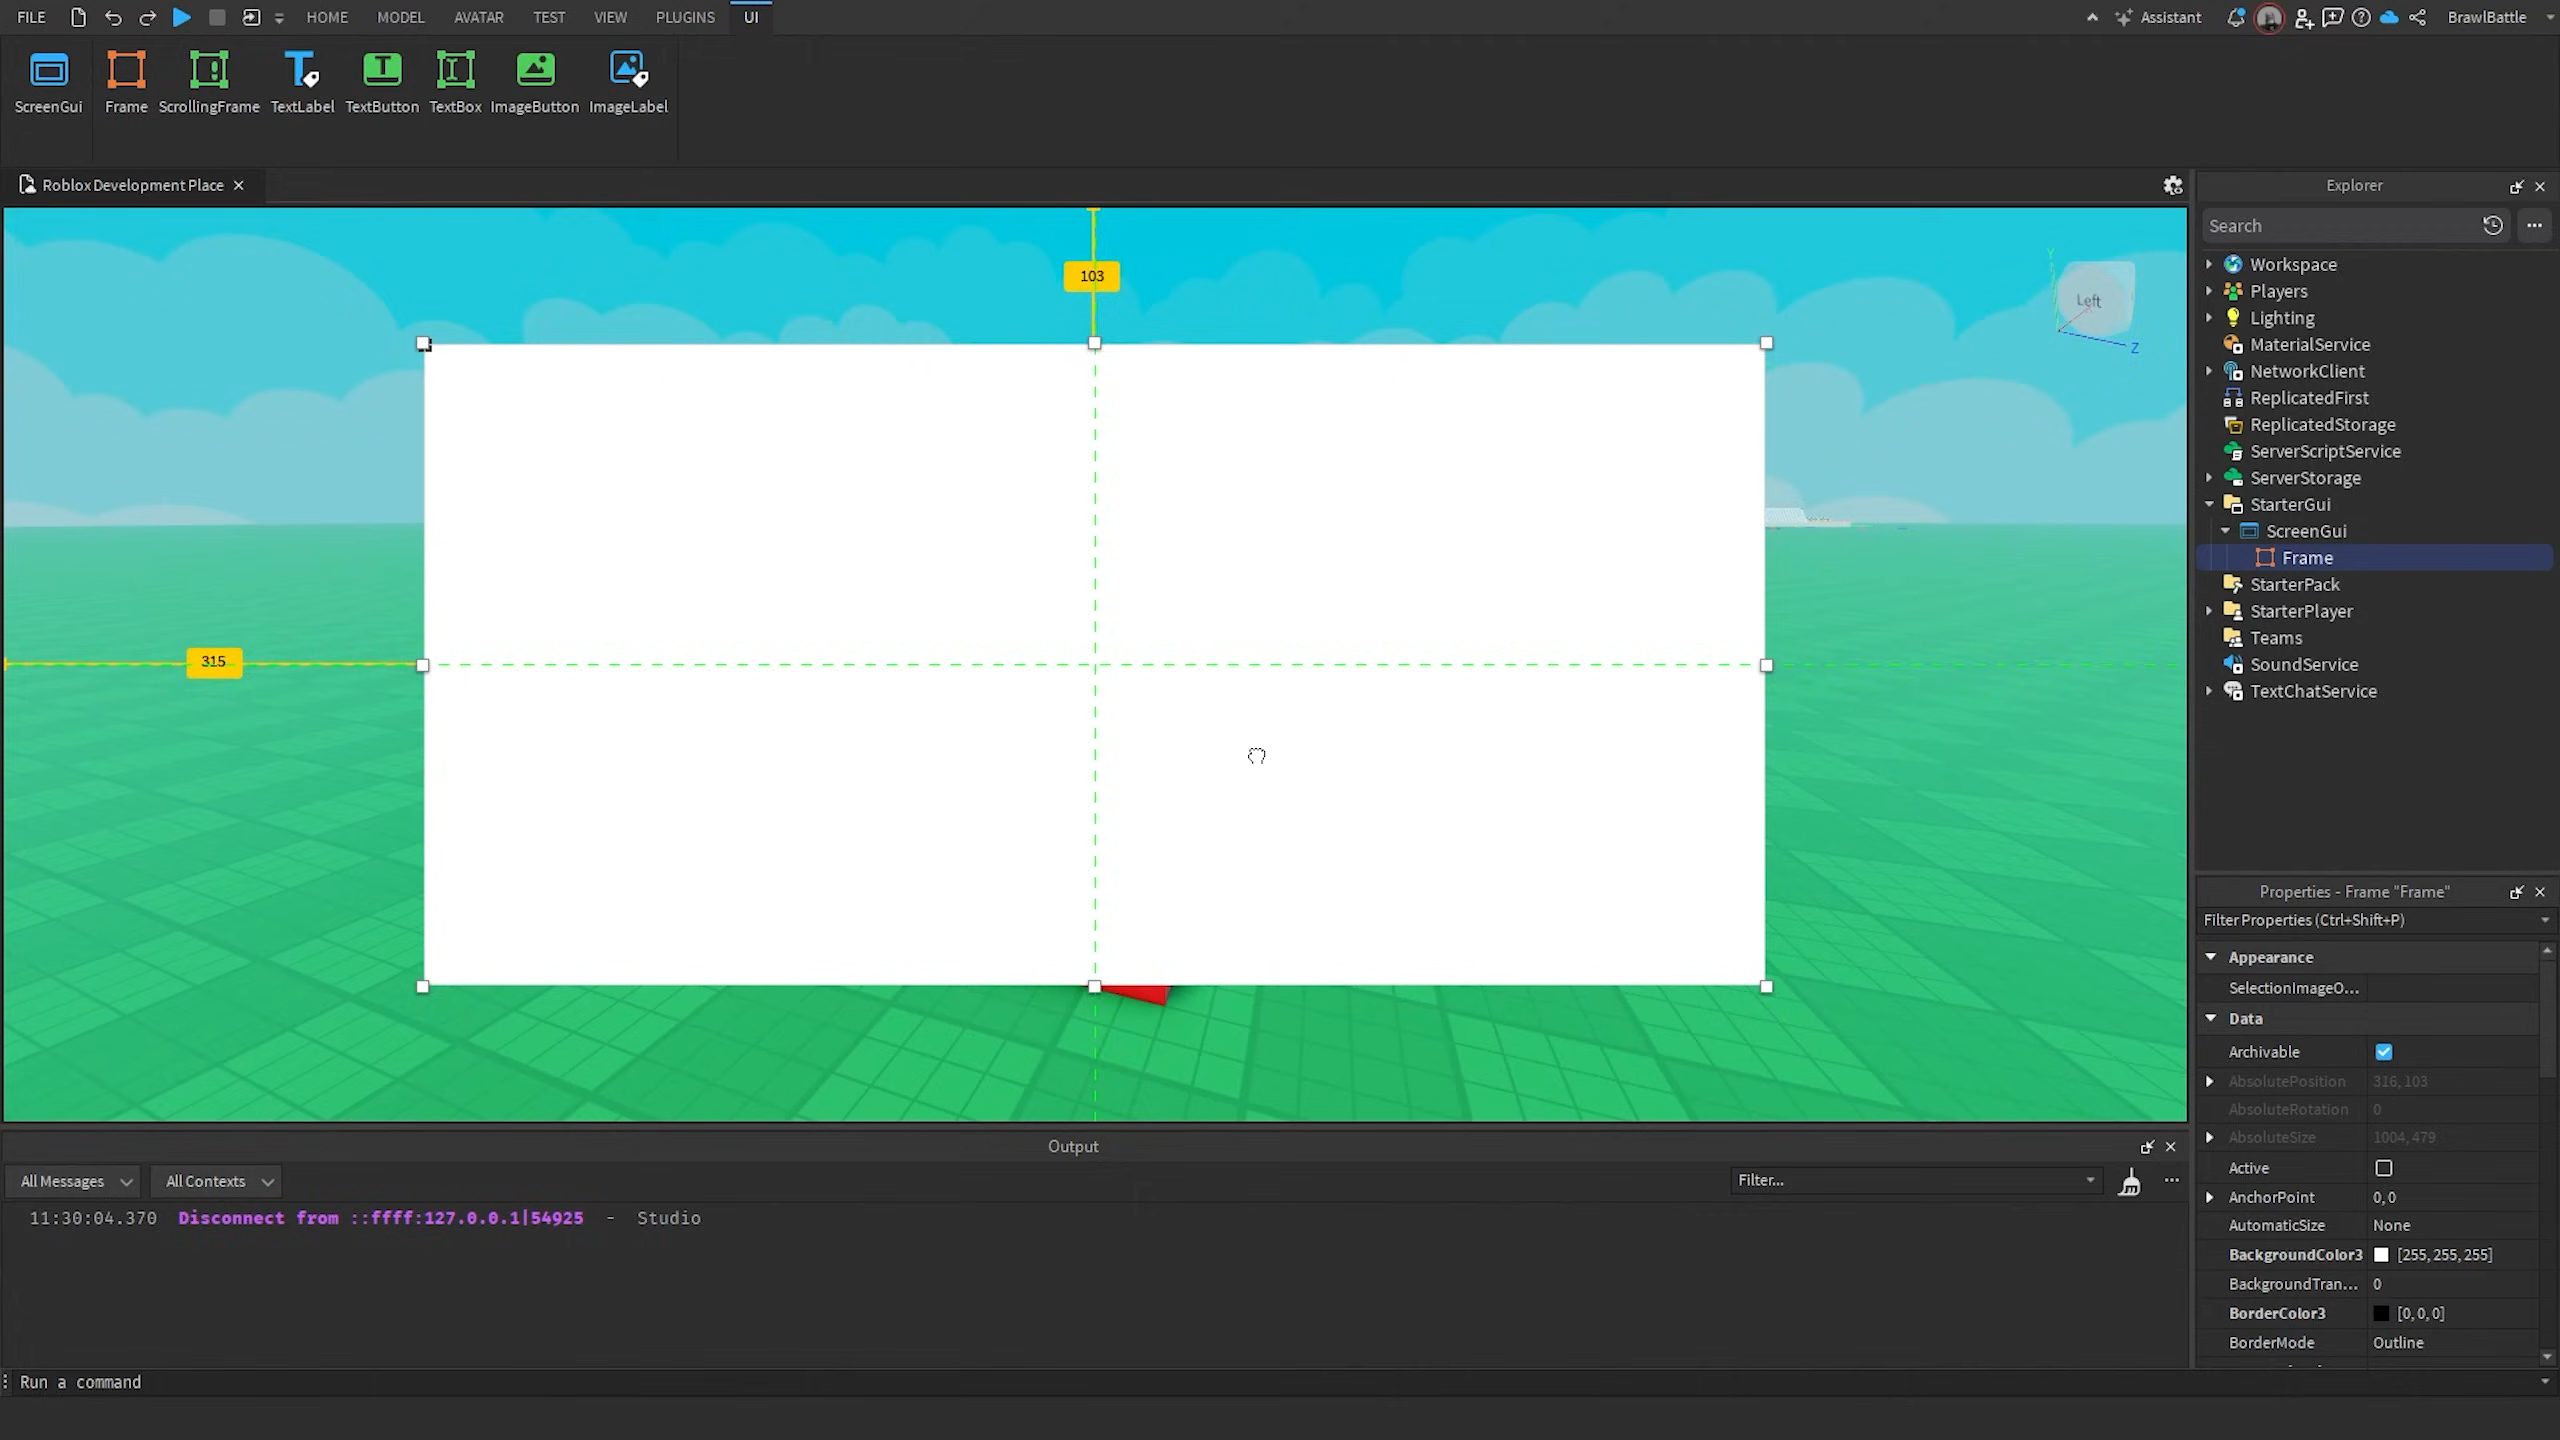 FILE HOME MODEL AVATAR TEST VIEW PLUGINS UI Assistant BrawlBattle
ScreenGui Frame ScrollingFrame TextLabel TextButton TextBox ImageButton ImageLabel
Roblox Development Place
103
315
Y
Left
Z
Explorer
Search
Workspace
Players
Lighting
MaterialService
NetworkClient
ReplicatedFirst
ReplicatedStorage
ServerScriptService
ServerStorage
StarterGui
ScreenGui
Frame
StarterPack
StarterPlayer
Teams
SoundService
TextChatService
Properties - Frame "Frame"
Filter Properties (Ctrl+Shift+P)
Appearance
SelectionImageO...
Data
Archivable
AbsolutePosition 316, 103
AbsoluteRotation 0
AbsoluteSize 1004, 479
Active
AnchorPoint 0, 0
AutomaticSize None
BackgroundColor3 [255, 255, 255]
BackgroundTran... 0
BorderColor3 [0, 0, 0]
BorderMode Outline
Output
All Messages All Contexts Filter...
11:30:04.370 Disconnect from ::ffff:127.0.0.1|54925 - Studio
Run a command